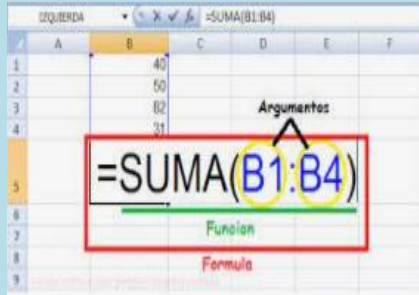 IZQUIERDA =SUMA(B1:B4)
A B C D E F
1 40
2 50
3 82 Argumentos
4 31
5 =SUMA(B1:B4)
6
7 Funcion
8 Formula
9